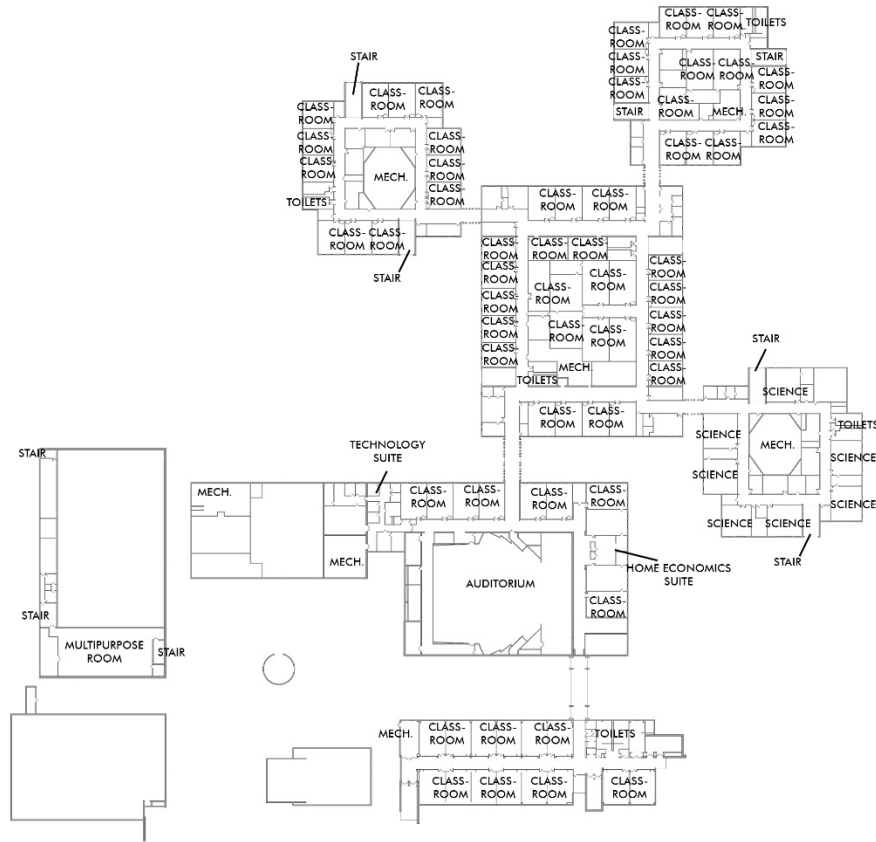 STAIR
CLASS-
ROOM
CLASS-
ROOM
CLASS-
ROOM
CLASS-
ROOM
CLASS-
ROOM
CLASS-
ROOM
CLASS-
ROOM
CLASS-
ROOM
MECH.
TOILETS
CLASS-
ROOM
CLASS-
ROOM
STAIR
CLASS-
ROOM
CLASS-
ROOM
TOILETS
CLASS-
ROOM
CLASS-
ROOM
CLASS-
ROOM
STAIR
CLASS-
ROOM
CLASS-
ROOM
CLASS-
ROOM
MECH.
STAIR
CLASS-
ROOM
CLASS-
ROOM
CLASS-
ROOM
CLASS-
ROOM
CLASS-
ROOM
CLASS-
ROOM
CLASS-
ROOM
CLASS-
ROOM
CLASS-
ROOM
CLASS-
ROOM
CLASS-
ROOM
CLASS-
ROOM
CLASS-
ROOM
CLASS-
ROOM
CLASS-
ROOM
CLASS-
ROOM
CLASS-
ROOM
CLASS-
ROOM
CLASS-
ROOM
CLASS-
ROOM
CLASS-
ROOM
CLASS-
ROOM
CLASS-
ROOM
MECH.
TOILETS
CLASS-
ROOM
CLASS-
ROOM
STAIR
SCIENCE
SCIENCE
SCIENCE
MECH.
TOILETS
SCIENCE
SCIENCE
SCIENCE
SCIENCE
STAIR
STAIR
STAIR
MULTIPURPOSE
ROOM
STAIR
MECH.
TECHNOLOGY
SUITE
MECH.
CLASS-
ROOM
CLASS-
ROOM
CLASS-
ROOM
CLASS-
ROOM
AUDITORIUM
HOME ECONOMICS
SUITE
CLASS-
ROOM
MECH.
CLASS-
ROOM
CLASS-
ROOM
CLASS-
ROOM
TOILETS
CLASS-
ROOM
CLASS-
ROOM
CLASS-
ROOM
CLASS-
ROOM